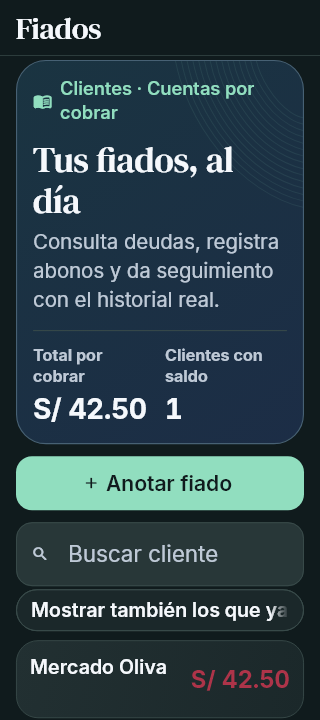 Fiados
Clientes · Cuentas por
cobrar
Tus fiados, al
día
Consulta deudas, registra
abonos y da seguimiento
con el historial real.
Total por
cobrar
S/ 42.50
Clientes con
saldo
1
+ Anotar fiado
Buscar cliente
Mostrar también los que ya
Mercado Oliva
S/ 42.50